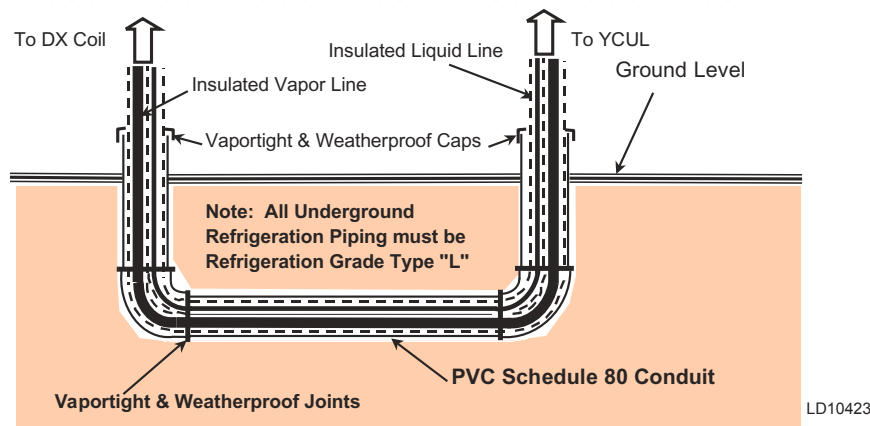 To DX Coil
Insulated Liquid Line
To YCUL
Ground Level
Insulated Vapor Line
Vaportight & Weatherproof Caps
Note: All Underground
Refrigeration Piping must be
Refrigeration Grade Type "L"
PVC Schedule 80 Conduit
Vaportight & Weatherproof Joints
LD10423